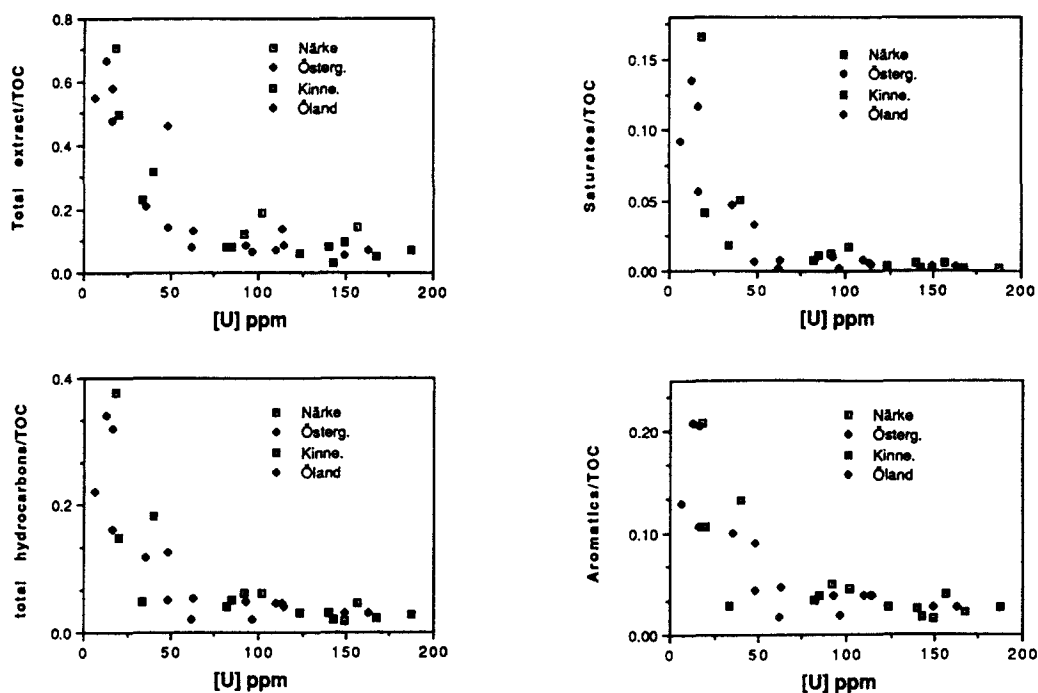 Total extract/TOC
0.8
0.6
0.4
0.2
0.0
0 50 100 150 200
[U] ppm
Närke
Österg.
Kinne.
Öland
Saturates/TOC
0.15
0.10
0.05
0.00
0 50 100 150 200
[U] ppm
Närke
Österg.
Kinne.
Öland
total hydrocarbons/TOC
0.4
0.2
0.0
0 50 100 150 200
[U] ppm
Närke
Österg.
Kinne.
Öland
Aromatics/TOC
0.20
0.10
0.00
0 50 100 150 200
[U] ppm
Närke
Österg.
Kinne.
Öland